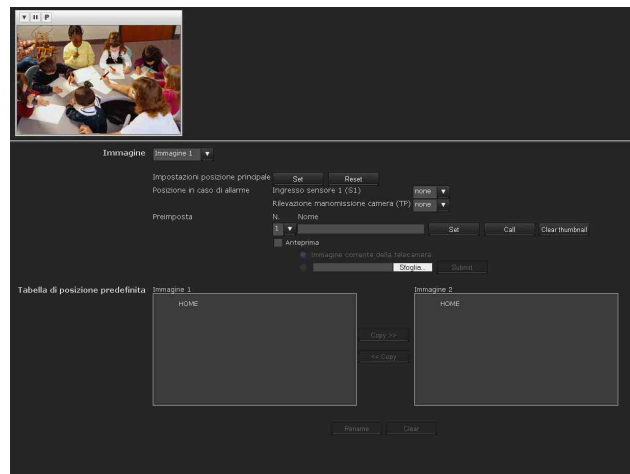 P
Immagine Immagine 1
Impostazioni posizione principale Set Reset
Posizione in caso di allarme Ingresso sensore 1 (S1) none
Rilevazione manomissione camera (TP) none
Preimposta N. Nome
1 Set Call Clear thumbnail
Anteprima
Immagine corrente della telecamera
Sfoglia... Submit
Tabella di posizione predefinita Immagine 1 Immagine 2
HOME HOME
Copy >>
<< Copy
Rename Clear